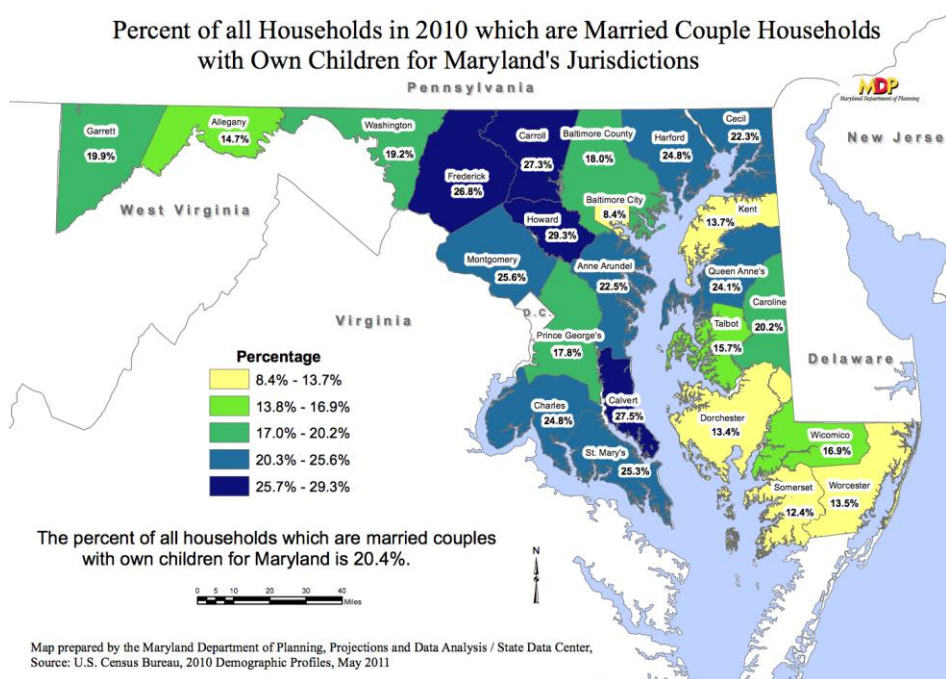 Percent of all Households in 2010 which are Married Couple Households
with Own Children for Maryland's Jurisdictions
Pennsylvania
MDP
Maryland Department of Planning
New Jerse
Garrett
19.9%
Allegany
14.7%
Washington
19.2%
Frederick
26.8%
Carroll
27.3%
Baltimore County
18.0%
Harford
24.8%
Cecil
22.3%
Baltimore City
8.4%
Kent
13.7%
West Virginia
Howard
29.3%
Montgomery
25.6%
Anne Arundel
22.5%
Queen Anne's
24.1%
Caroline
20.2%
D.C.
Virginia
Prince George's
17.8%
Talbot
15.7%
Delaware
Charles
24.8%
Calvert
27.5%
Dorchester
13.4%
Wicomico
16.9%
St. Mary's
25.3%
Somerset
12.4%
Worcester
13.5%
Percentage
8.4% - 13.7%
13.8% - 16.9%
17.0% - 20.2%
20.3% - 25.6%
25.7% - 29.3%
The percent of all households which are married couples
with own children for Maryland is 20.4%.
N
0 5 10 20 30 40
Miles
Map prepared by the Maryland Department of Planning, Projections and Data Analysis / State Data Center,
Source: U.S. Census Bureau, 2010 Demographic Profiles, May 2011